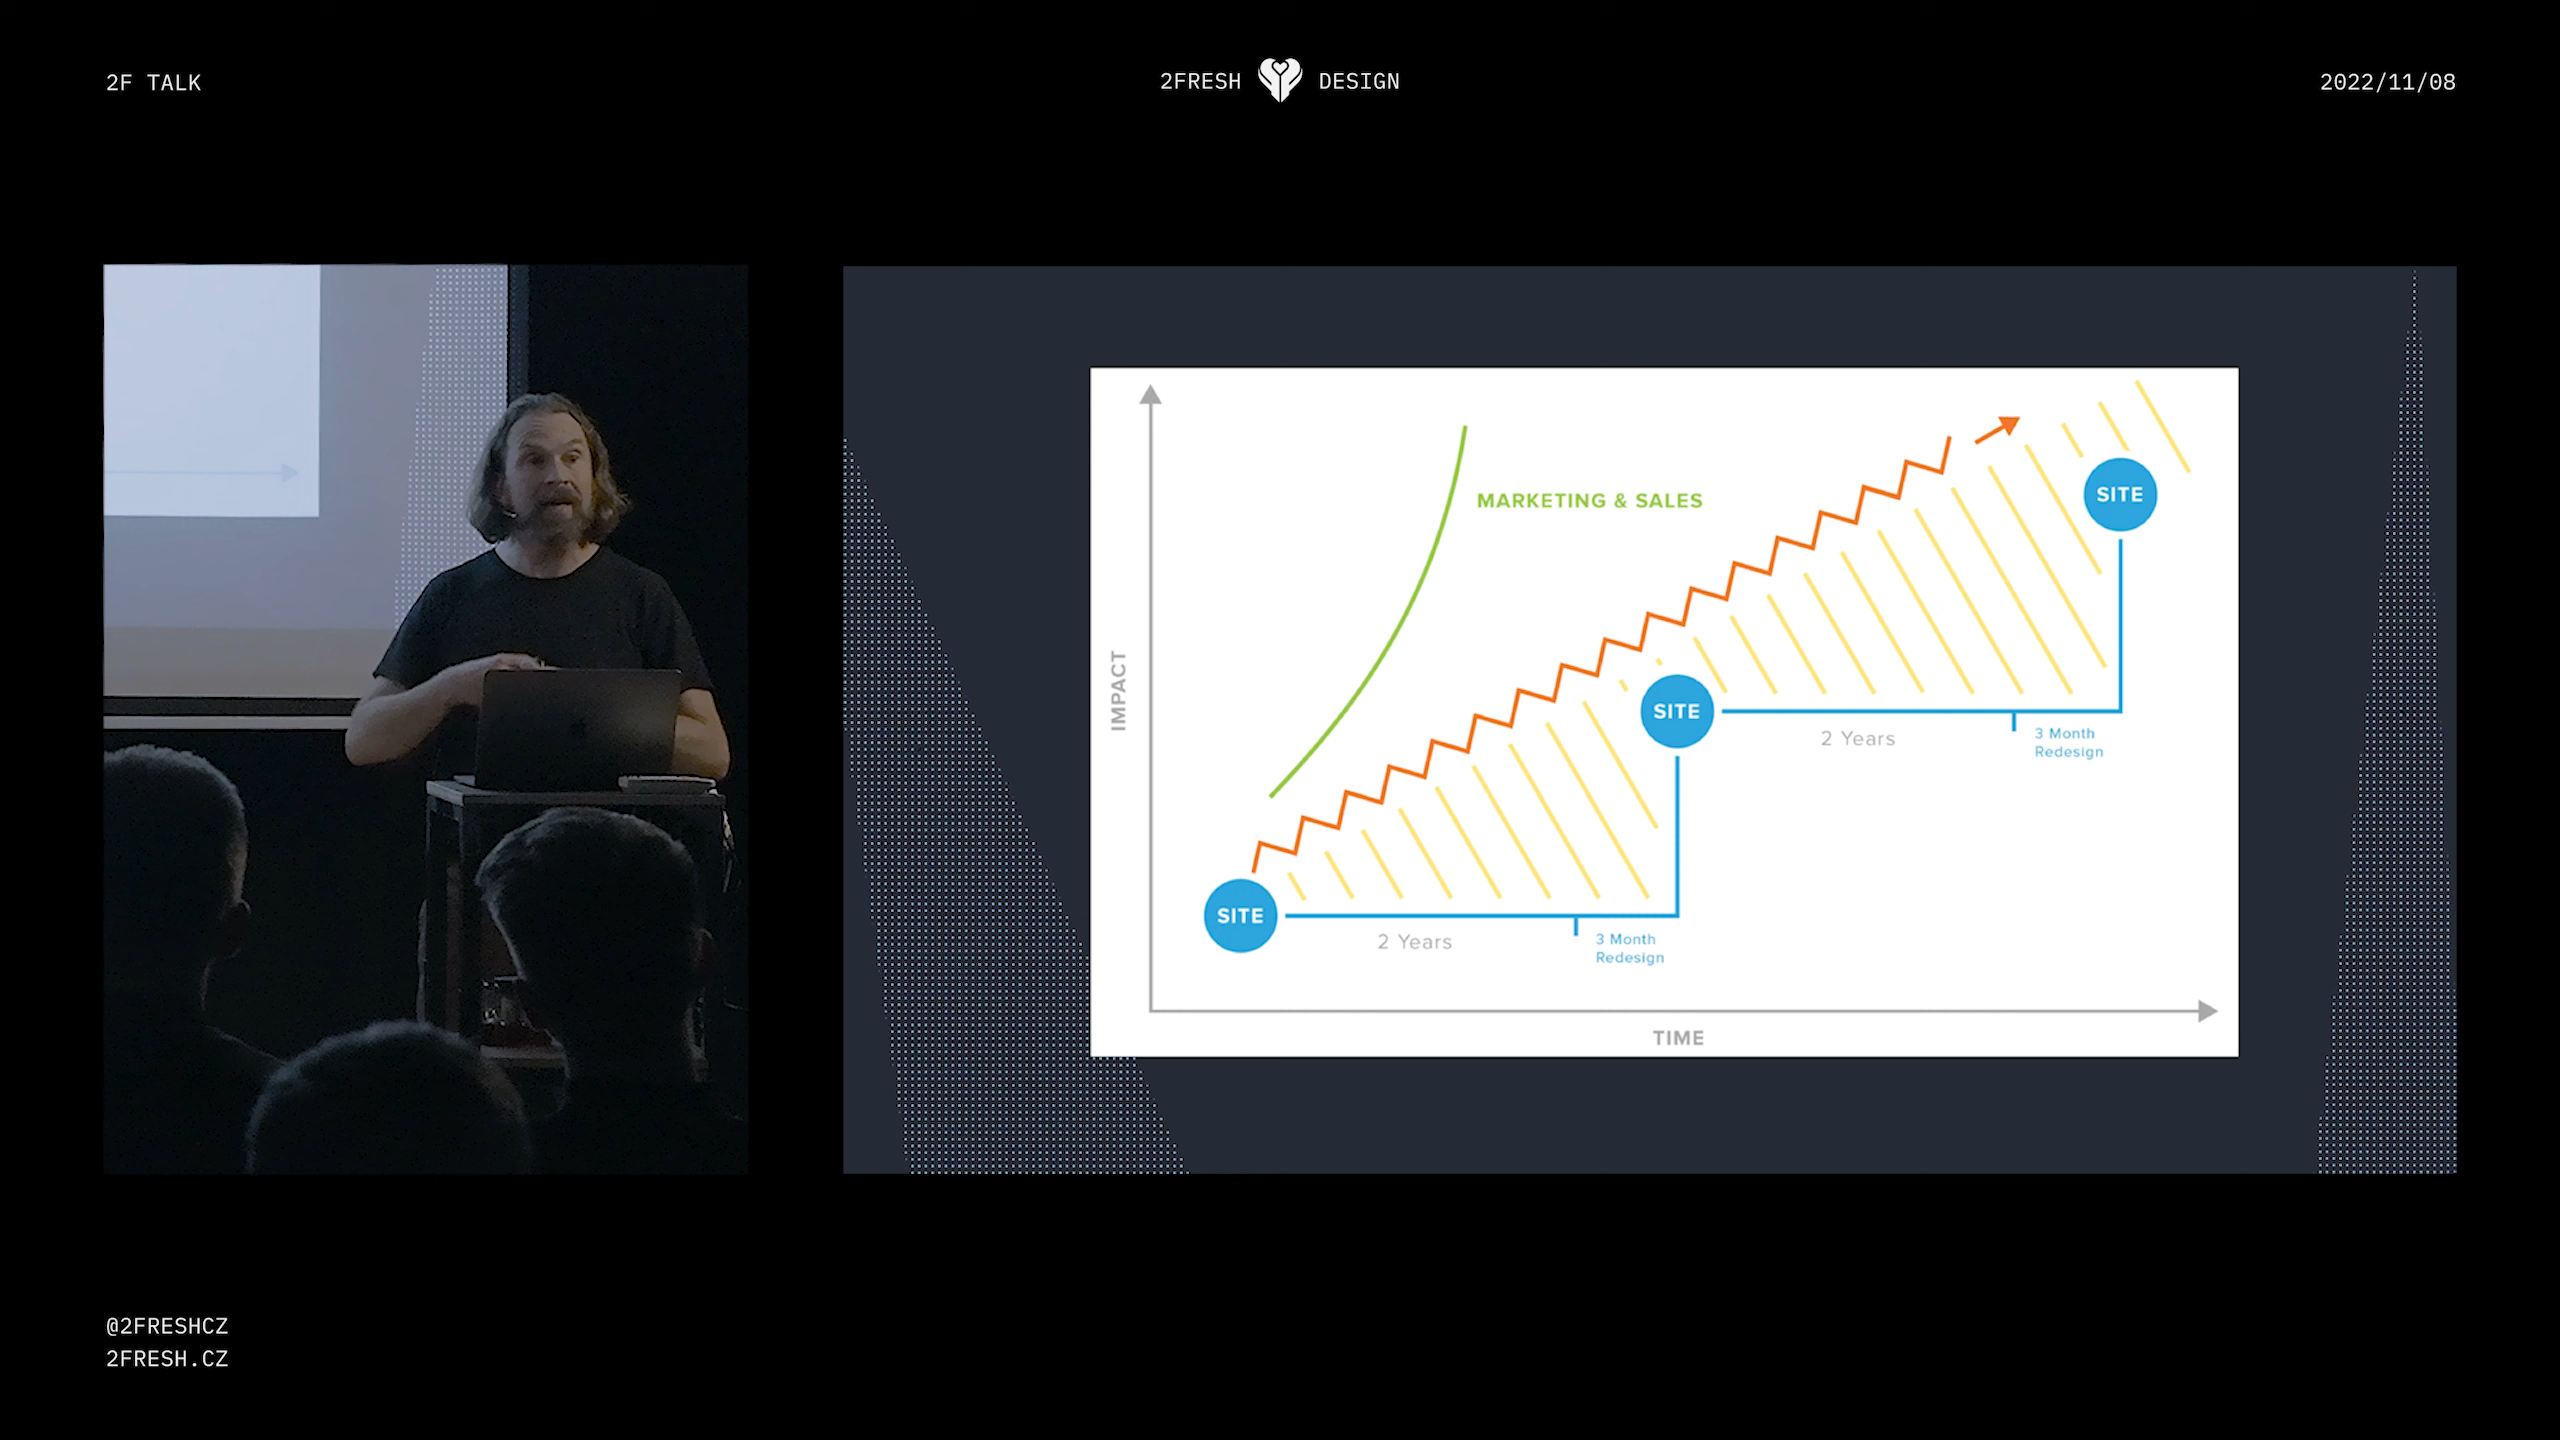 2F TALK
2FRESH DESIGN
2022/11/08
MARKETING & SALES
SITE
IMPACT
SITE
2 Years
3 Month
Redesign
SITE
2 Years
3 Month
Redesign
TIME
@2FRESHCZ
2FRESH.CZ